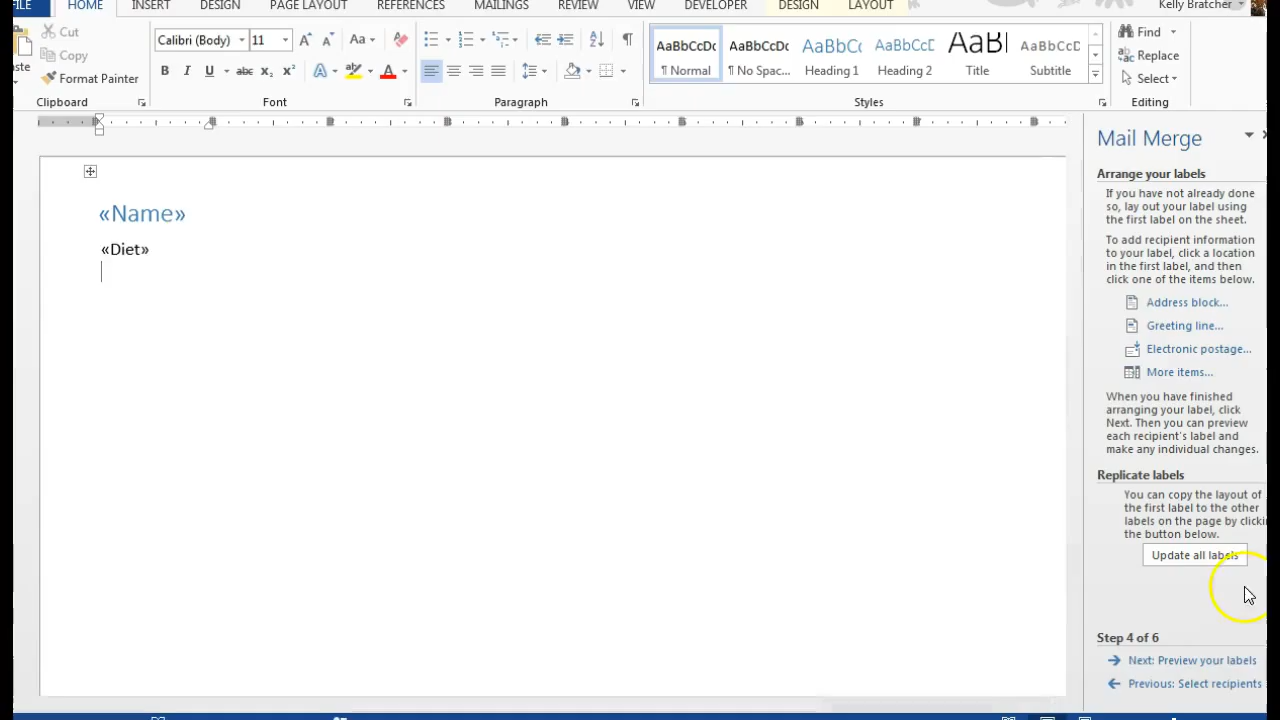 FILE HOME INSERT DESIGN PAGE LAYOUT REFERENCES MAILINGS REVIEW VIEW DEVELOPER DESIGN LAYOUT Kelly Bratcher
Cut
Copy
Format Painter
Clipboard
Calibri (Body) 11 Aa
B I U abc x₂ x² A ab A
Font
Paragraph
AaBbCcDc AaBbCcDc AaBbCc AaBbCcD AaBl AaBbCcD
¶ Normal ¶ No Spac... Heading 1 Heading 2 Title Subtitle
Styles
Find
Replace
Select
Editing
«Name»
«Diet»
Mail Merge
Arrange your labels
If you have not already done
so, lay out your label using
the first label on the sheet.
To add recipient information
to your label, click a location
in the first label, and then
click one of the items below.
Address block...
Greeting line...
Electronic postage...
More items...
When you have finished
arranging your label, click
Next. Then you can preview
each recipient's label and
make any individual changes.
Replicate labels
You can copy the layout of
the first label to the other
labels on the page by clickin
the button below.
Update all labels
Step 4 of 6
Next: Preview your labels
Previous: Select recipients